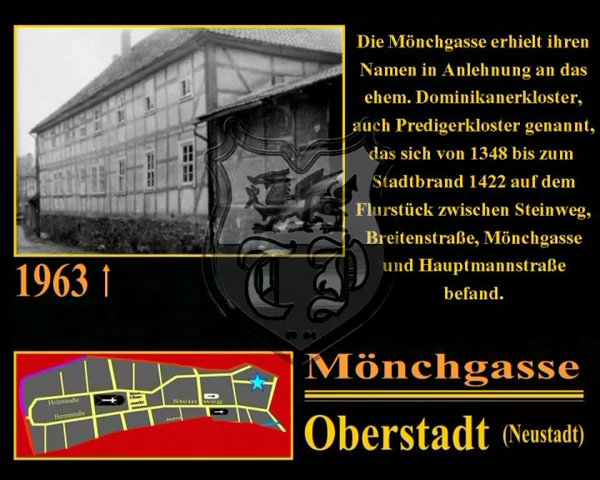 Die Mönchgasse erhielt ihren
Namen in Anlehnung an das
ehem. Dominikanerkloster,
auch Predigerkloster genannt,
das sich von 1348 bis zum
Stadtbrand 1422 auf dem
Flurstück zwischen Steinweg,
Breitenstraße, Mönchgasse
und Hauptmannstraße
befand.
1963 ↑
Mönchgasse
Oberstadt (Neustadt)
Holzstraße
Steinweg